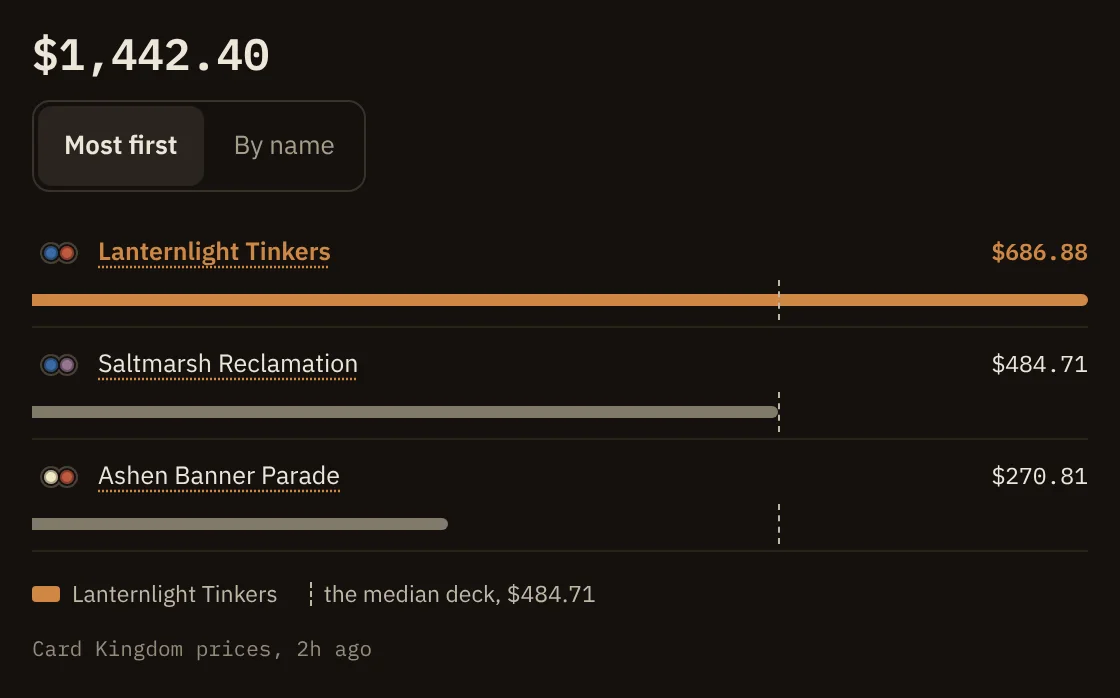 $1,442.40
Most first By name
Lanternlight Tinkers $686.88
Saltmarsh Reclamation $484.71
Ashen Banner Parade $270.81
Lanternlight Tinkers the median deck, $484.71
Card Kingdom prices, 2h ago